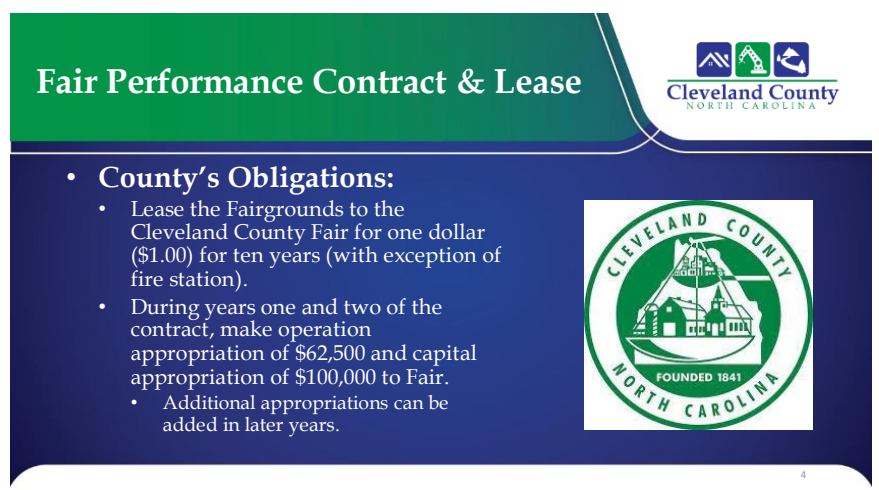 Fair Performance Contract & Lease
Cleveland County
NORTH CAROLINA
• County’s Obligations:
• Lease the Fairgrounds to the
Cleveland County Fair for one dollar
($1.00) for ten years (with exception of
fire station).
• During years one and two of the
contract, make operation
appropriation of $62,500 and capital
appropriation of $100,000 to Fair.
• Additional appropriations can be
added in later years.
CLEVELAND COUNTY
FOUNDED 1841
NORTH CAROLINA
4